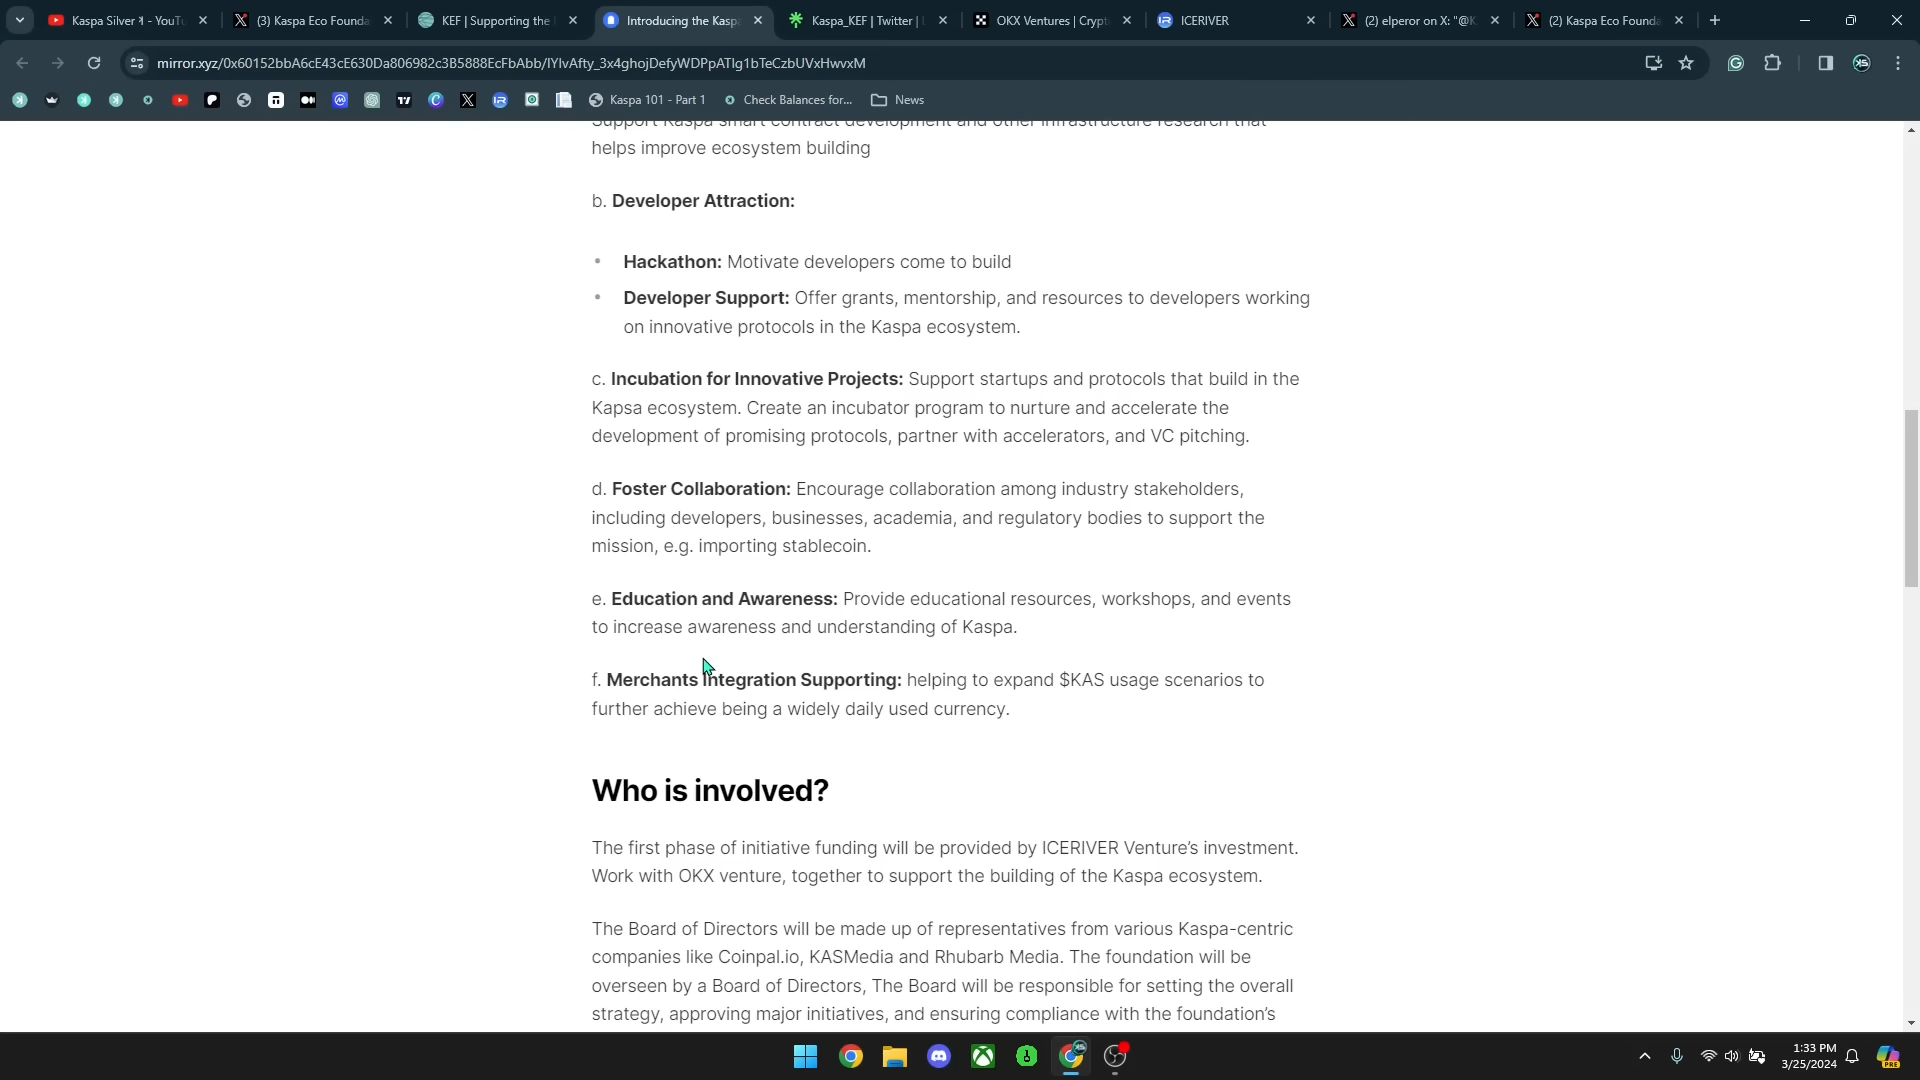 Kaspa Silver
- YouTu
(3) Kaspa Eco Founda
KEF | Supporting the
Introducing the Kaspa
Kaspa_KEF | Twitter |
OKX Ventures | Crypt
ICERIVER
(2) elperor on X: "@K
(2) Kaspa Eco Founda
mirror.xyz/0x60152bbA6cE43cE630Da806982c3B5888EcFbAbb/IYlvAfty_3x4ghojDefyWDPpATlg1bTeCzbUVxHwvxM
Kaspa 101 - Part 1
Check Balances for...
News
Support Kaspa smart contract development and other infrastructure research that
helps improve ecosystem building
b. Developer Attraction:
• Hackathon: Motivate developers come to build
• Developer Support: Offer grants, mentorship, and resources to developers working
on innovative protocols in the Kaspa ecosystem.
c. Incubation for Innovative Projects: Support startups and protocols that build in the
Kapsa ecosystem. Create an incubator program to nurture and accelerate the
development of promising protocols, partner with accelerators, and VC pitching.
d. Foster Collaboration: Encourage collaboration among industry stakeholders,
including developers, businesses, academia, and regulatory bodies to support the
mission, e.g. importing stablecoin.
e. Education and Awareness: Provide educational resources, workshops, and events
to increase awareness and understanding of Kaspa.
f. Merchants Integration Supporting: helping to expand $KAS usage scenarios to
further achieve being a widely daily used currency.
Who is involved?
The first phase of initiative funding will be provided by ICERIVER Venture's investment.
Work with OKX venture, together to support the building of the Kaspa ecosystem.
The Board of Directors will be made up of representatives from various Kaspa-centric
companies like Coinpal.io, KASMedia and Rhubarb Media. The foundation will be
overseen by a Board of Directors, The Board will be responsible for setting the overall
strategy, approving major initiatives, and ensuring compliance with the foundation's
1:33 PM
3/25/2024